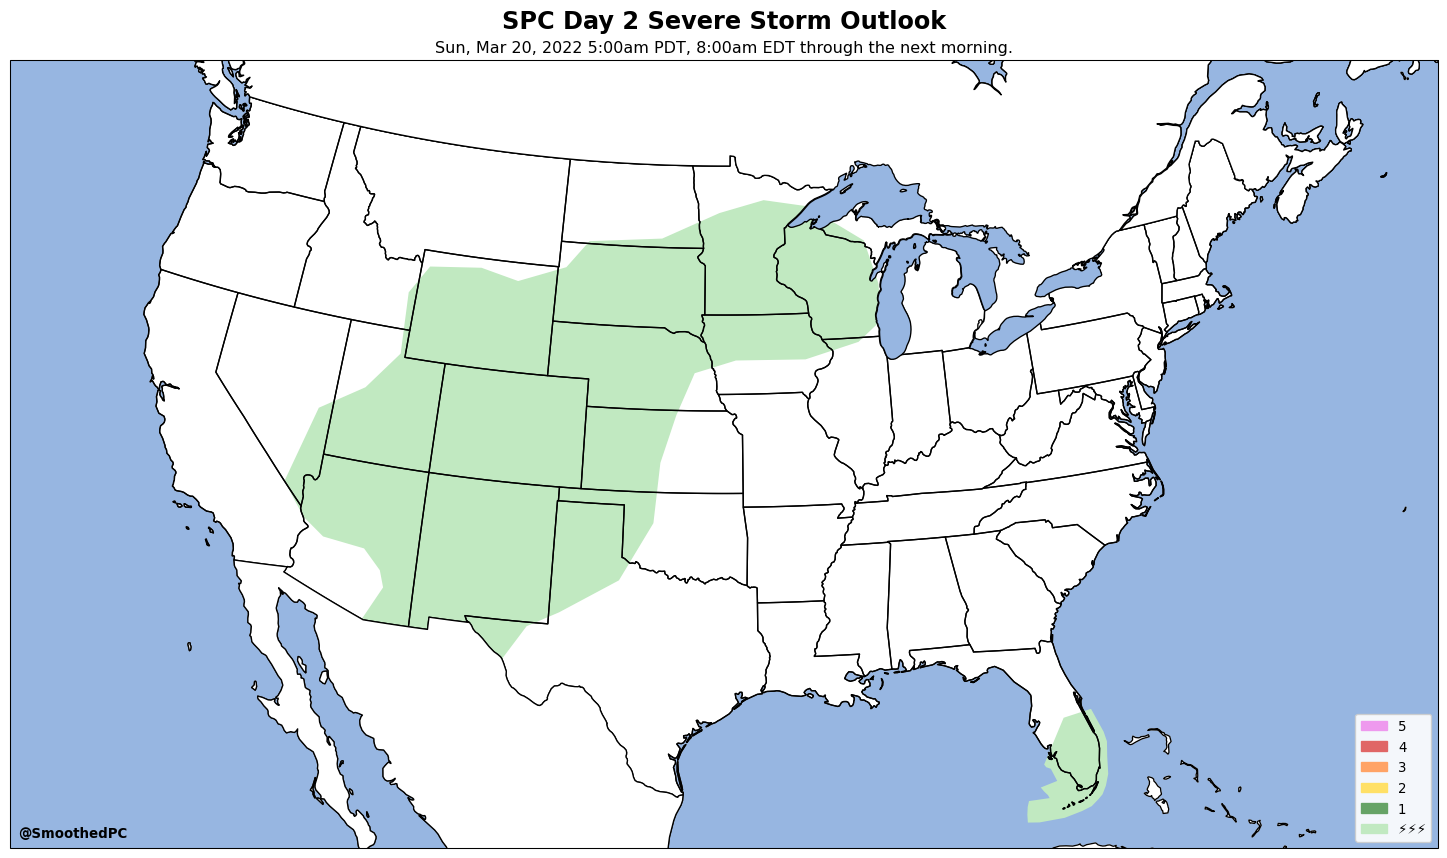 SPC Day 2 Severe Storm Outlook
Sun, Mar 20, 2022 5:00am PDT, 8:00am EDT through the next morning.
5
4
3
2
1
⚡⚡⚡
@SmoothedPC